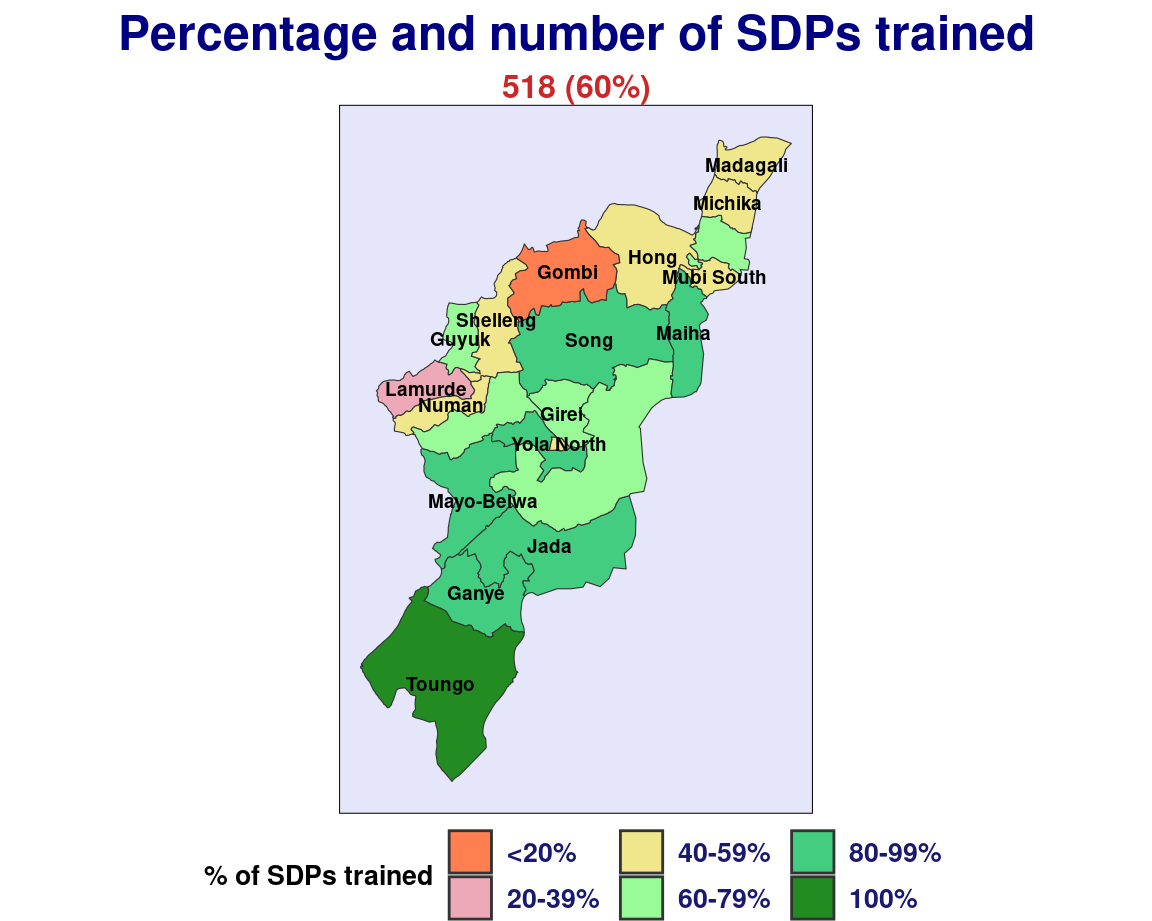 Percentage and number of SDPs trained
518 (60%)
Madagali
Michika
Hong
Gombi
Mubi South
Shelleng
Guyuk
Song
Maiha
Lamurde
Numan
Girei
Yola North
Mayo-Belwa
Jada
Ganye
Toungo
% of SDPs trained
<20%
40-59%
80-99%
20-39%
60-79%
100%